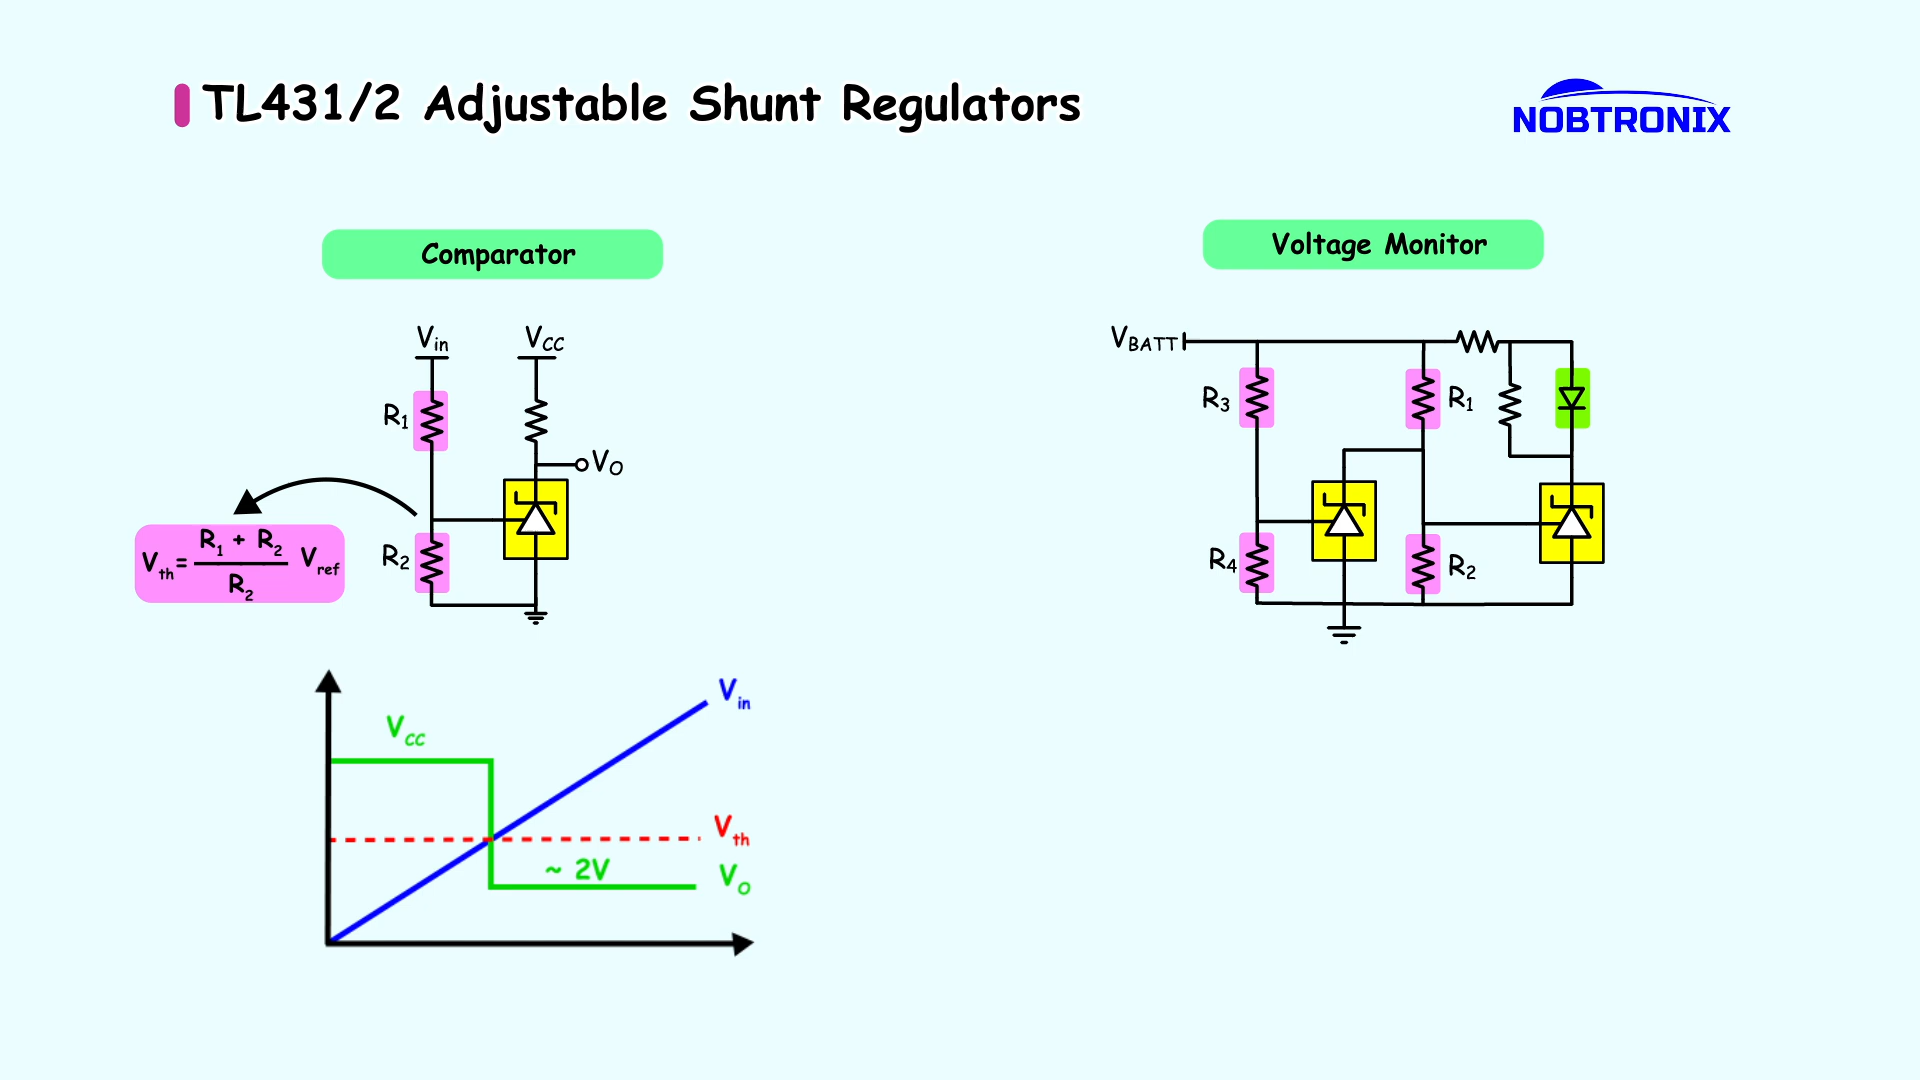 TL431/2 Adjustable Shunt Regulators
NOBTRONIX
Comparator
Voltage Monitor
Vin
VCC
R1
VO
R2
Vth = R1 + R2
R2
Vref
VBATT
R3
R1
R4
R2
Vin
VCC
Vth
~ 2V
VO